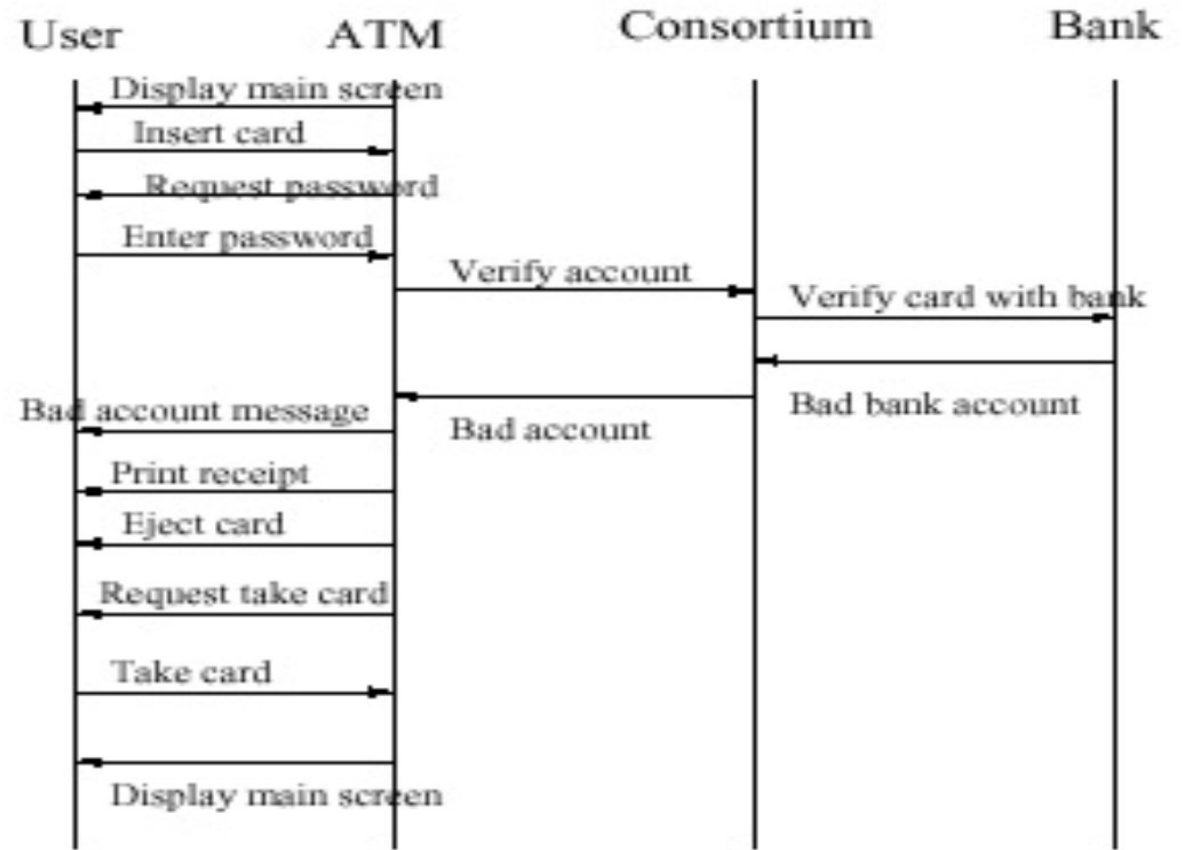 User
ATM
Consortium
Bank
Display main screen
Insert card
Request password
Enter password
Verify account
Verify card with bank
Bad bank account
Bad account
Bad account message
Print receipt
Eject card
Request take card
Take card
Display main screen